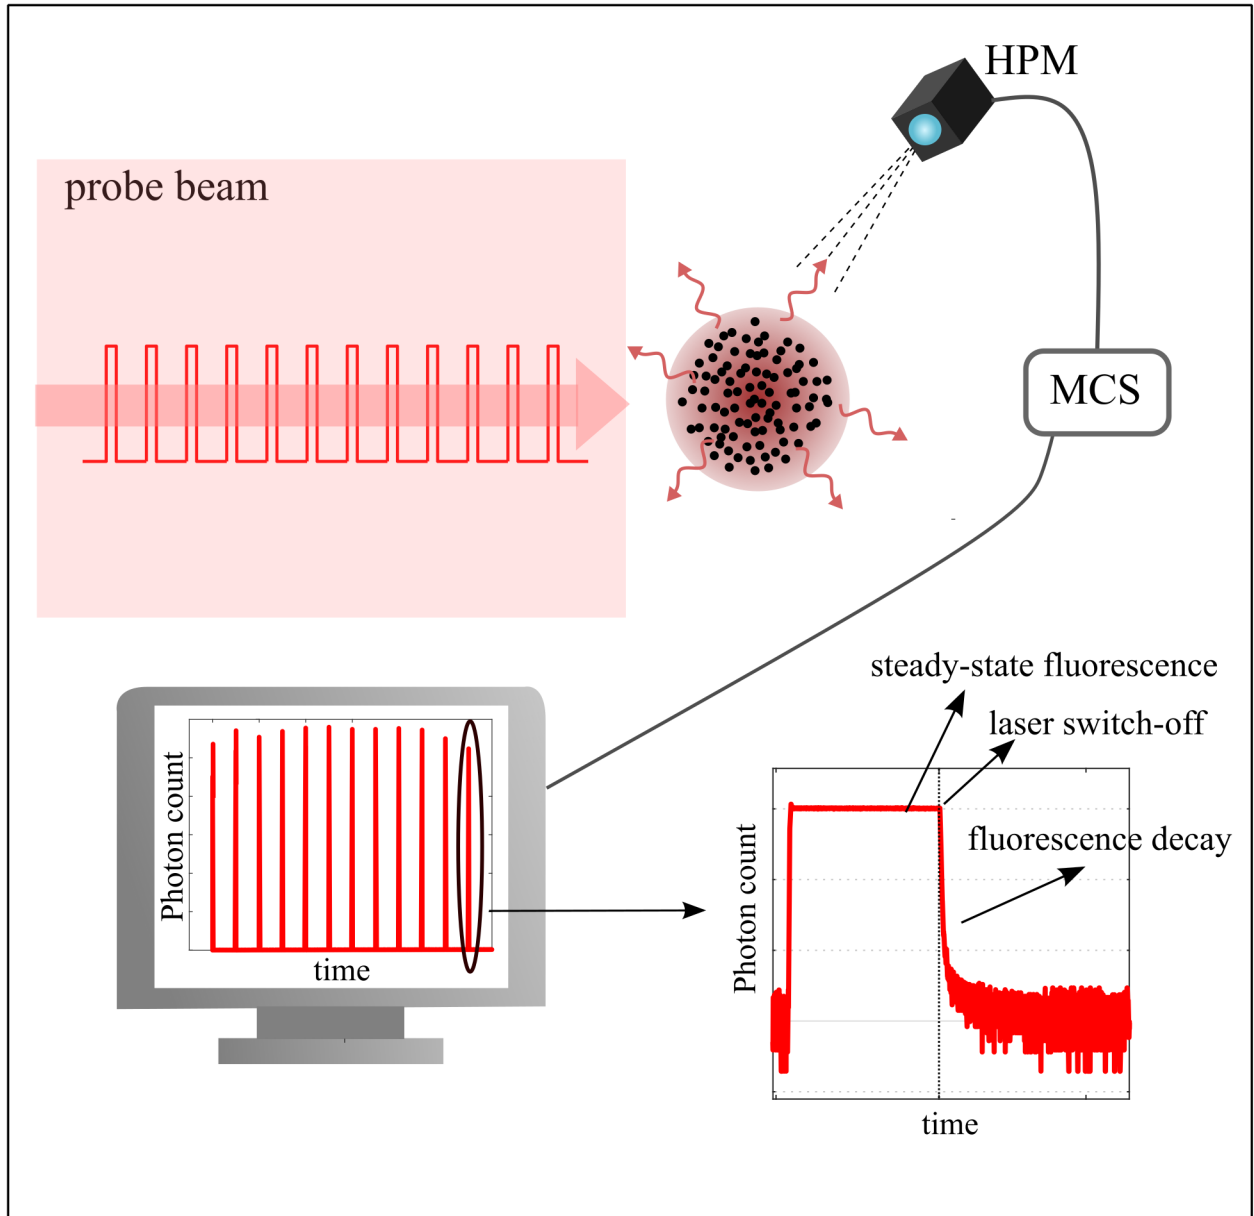 HPM
probe beam
MCS
steady-state fluorescence
laser switch-off
fluorescence decay
Photon count
time
Photon count
time